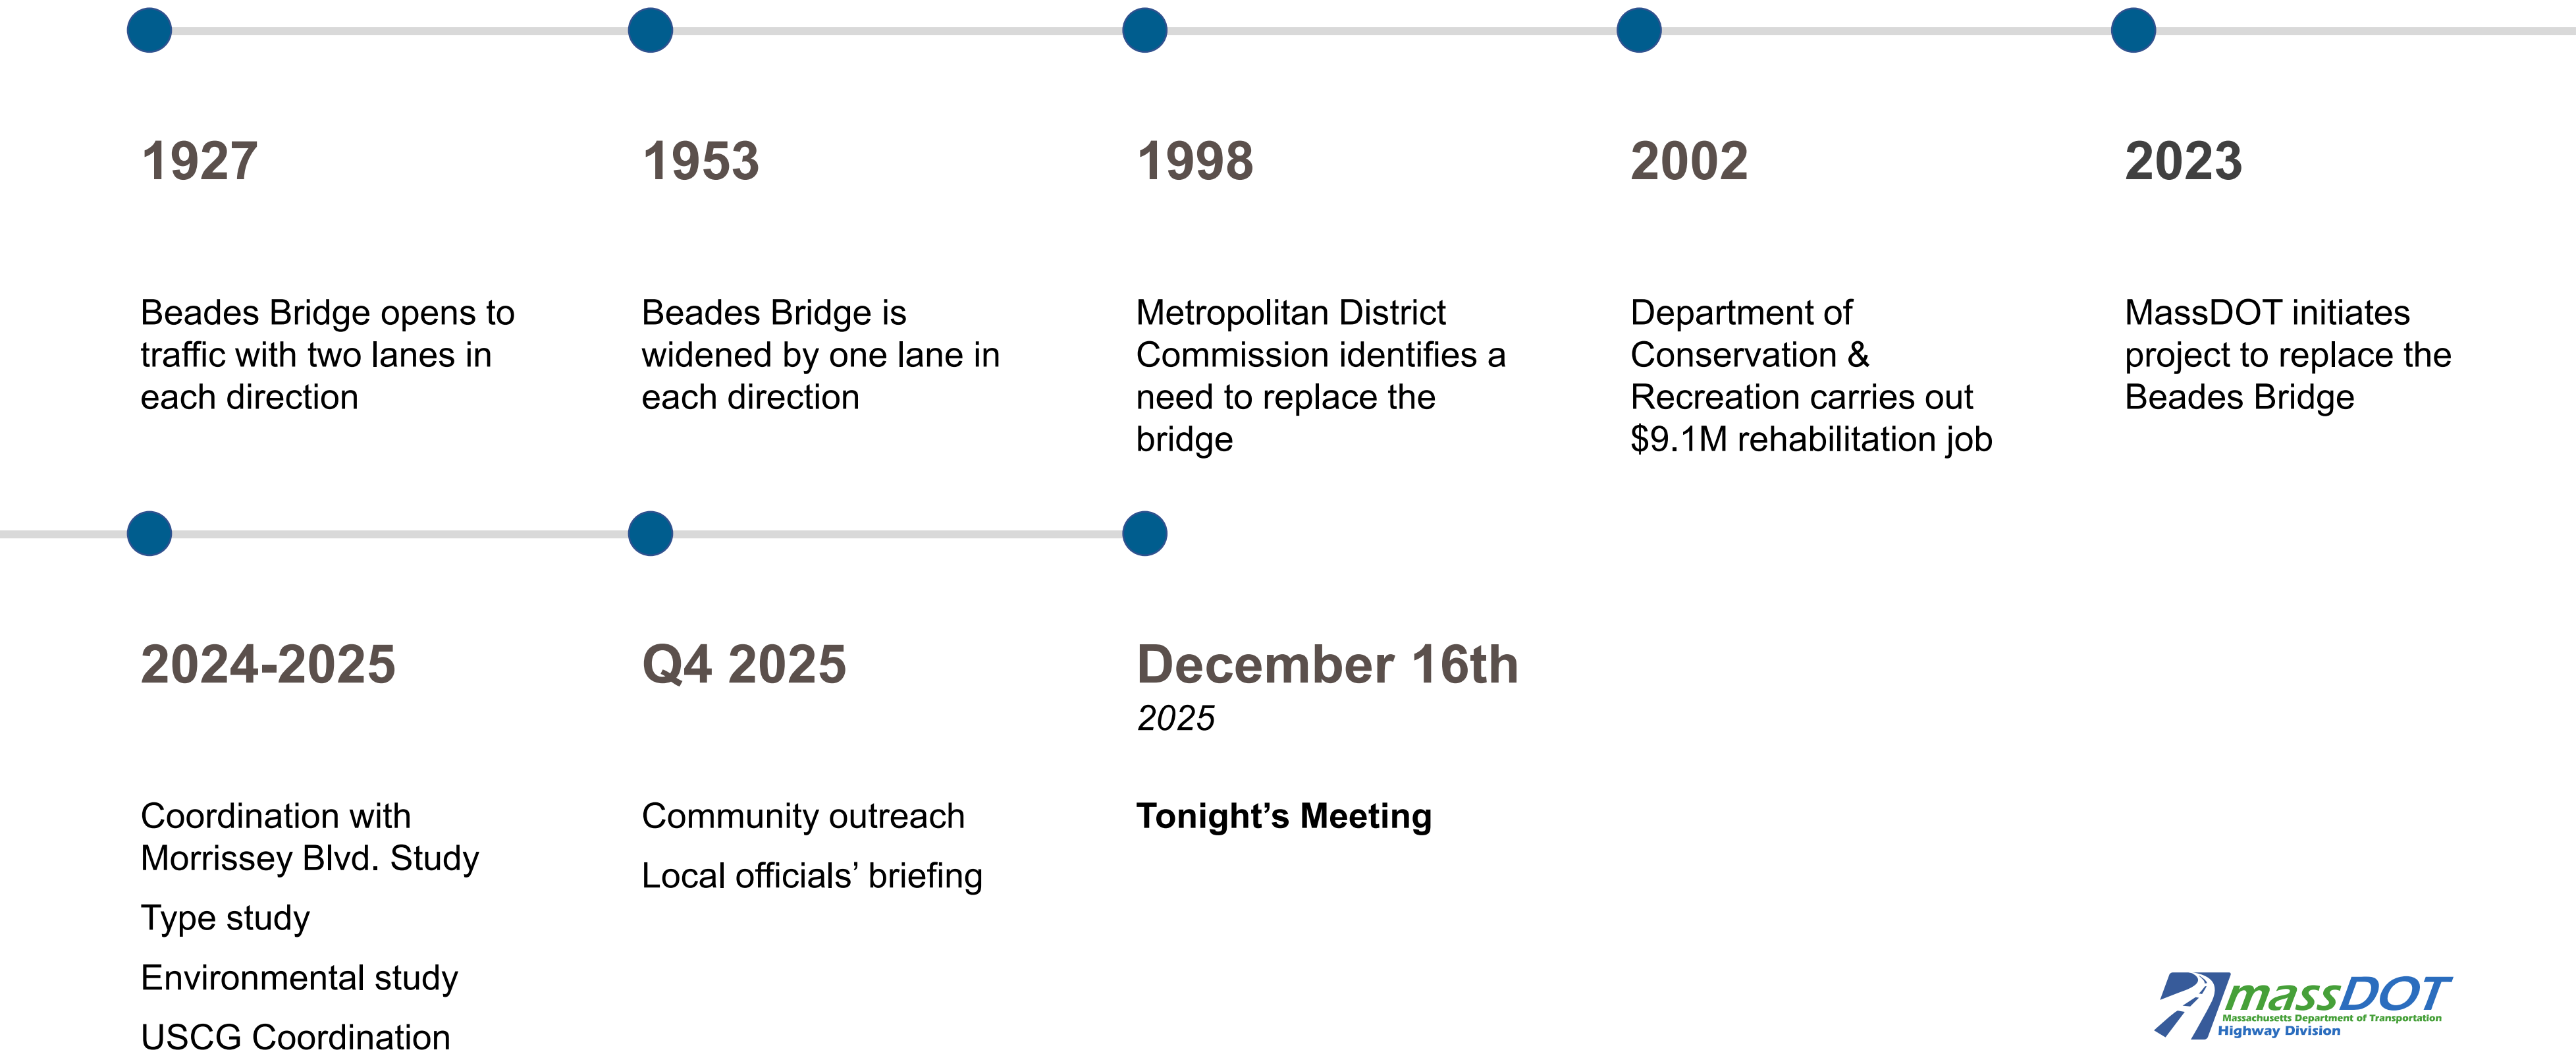 1927
Beades Bridge opens to
traffic with two lanes in
each direction
1953
Beades Bridge is
widened by one lane in
each direction
1998
Metropolitan District
Commission identifies a
need to replace the
bridge
2002
Department of
Conservation &
Recreation carries out
$9.1M rehabilitation job
2023
MassDOT initiates
project to replace the
Beades Bridge
2024-2025
Coordination with
Morrissey Blvd. Study
Type study
Environmental study
USCG Coordination
Q4 2025
Community outreach
Local officials’ briefing
December 16th
2025
Tonight’s Meeting
massDOT
Massachusetts Department of Transportation
Highway Division